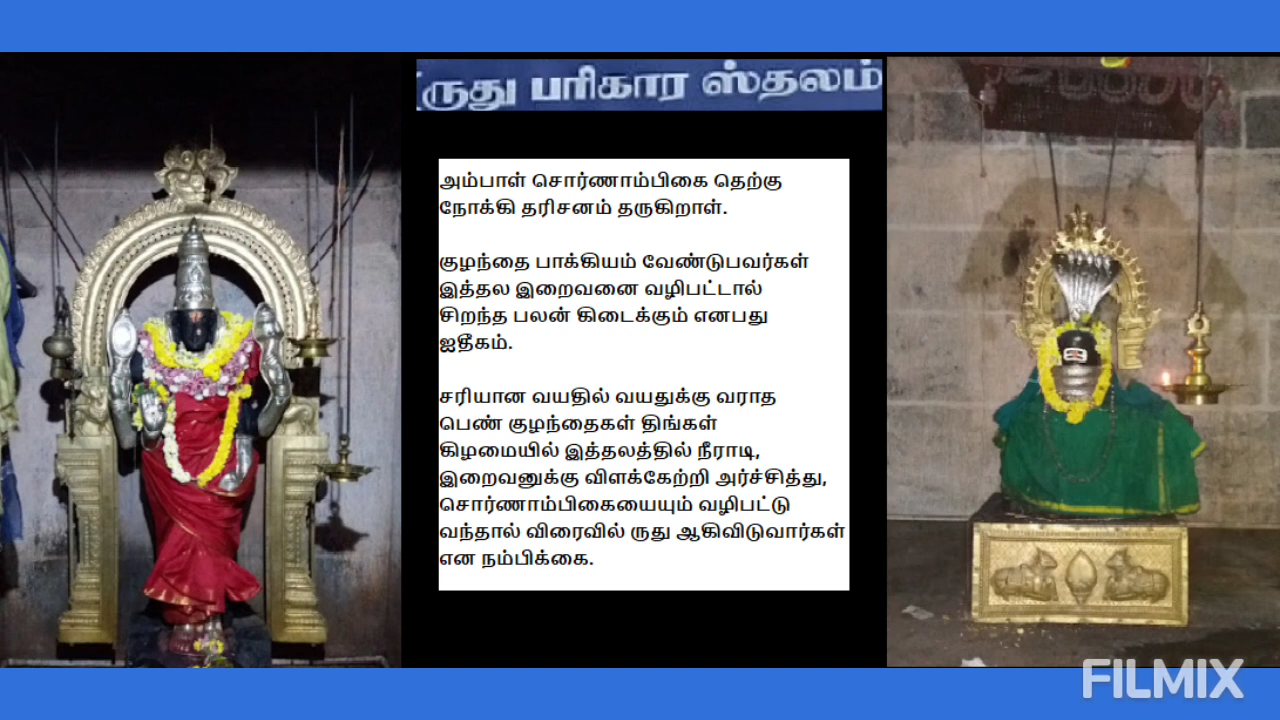 ருது பரிகார ஸ்தலம்
அம்பாள் சொர்ணாம்பிகை தெற்கு
நோக்கி தரிசனம் தருகிறாள்.
குழந்தை பாக்கியம் வேண்டுபவர்கள்
இத்தல இறைவனை வழிபட்டால்
சிறந்த பலன் கிடைக்கும் எனபது
ஐதீகம்.
சரியான வயதில் வயதுக்கு வராத
பெண் குழந்தைகள் திங்கள்
கிழமையில் இத்தலத்தில் நீராடி,
இறைவனுக்கு விளக்கேற்றி அர்ச்சித்து,
சொர்ணாம்பிகையையும் வழிபட்டு
வந்தால் விரைவில் ருது ஆகிவிடுவார்கள்
என நம்பிக்கை.
FILMIX